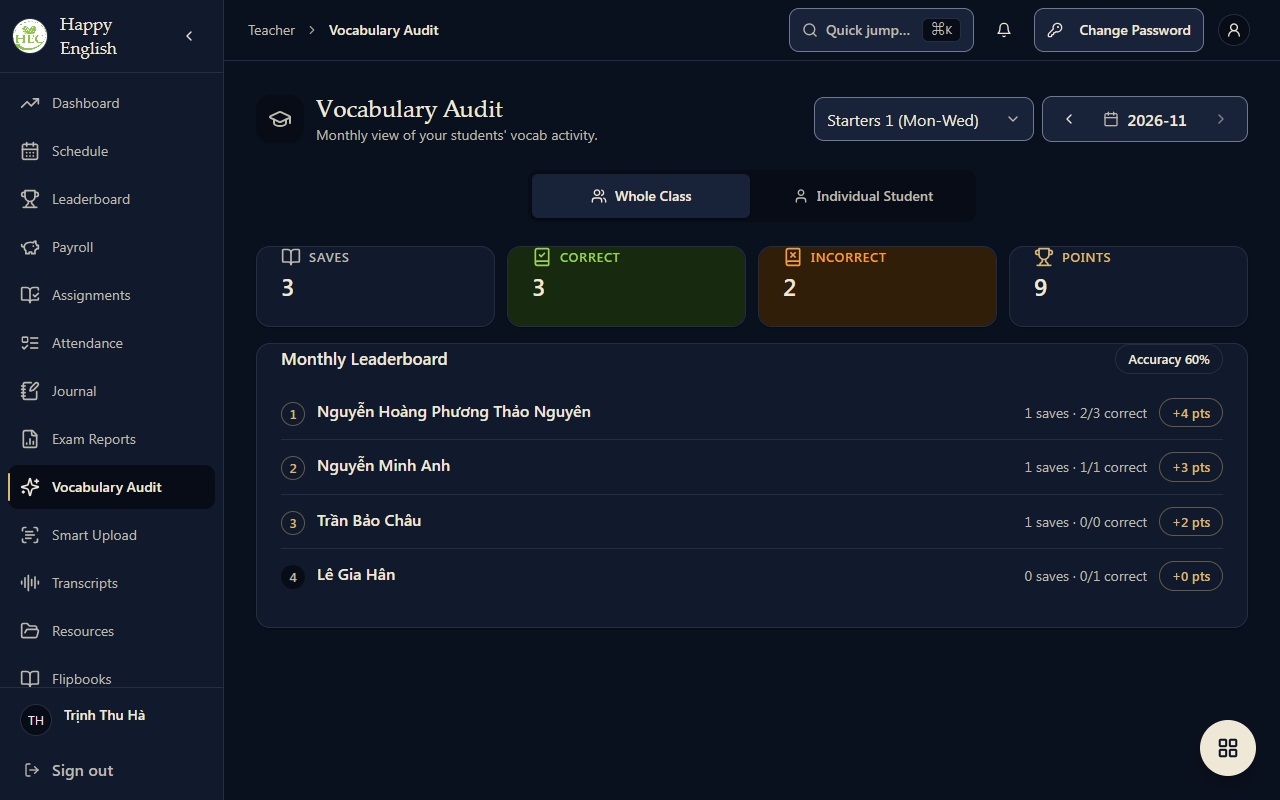 HEC
Happy
English
Dashboard
Schedule
Leaderboard
Payroll
Assignments
Attendance
Journal
Exam Reports
Vocabulary Audit
Smart Upload
Transcripts
Resources
Flipbooks
TH
Trịnh Thu Hà
Sign out
Teacher
Vocabulary Audit
Quick jump...
⌘K
Change Password
Vocabulary Audit
Monthly view of your students' vocab activity.
Starters 1 (Mon-Wed)
2026-11
Whole Class
Individual Student
SAVES
3
CORRECT
3
INCORRECT
2
POINTS
9
Monthly Leaderboard
Accuracy 60%
1 Nguyễn Hoàng Phương Thảo Nguyên 1 saves · 2/3 correct +4 pts
2 Nguyễn Minh Anh 1 saves · 1/1 correct +3 pts
3 Trần Bảo Châu 1 saves · 0/0 correct +2 pts
4 Lê Gia Hân 0 saves · 0/1 correct +0 pts